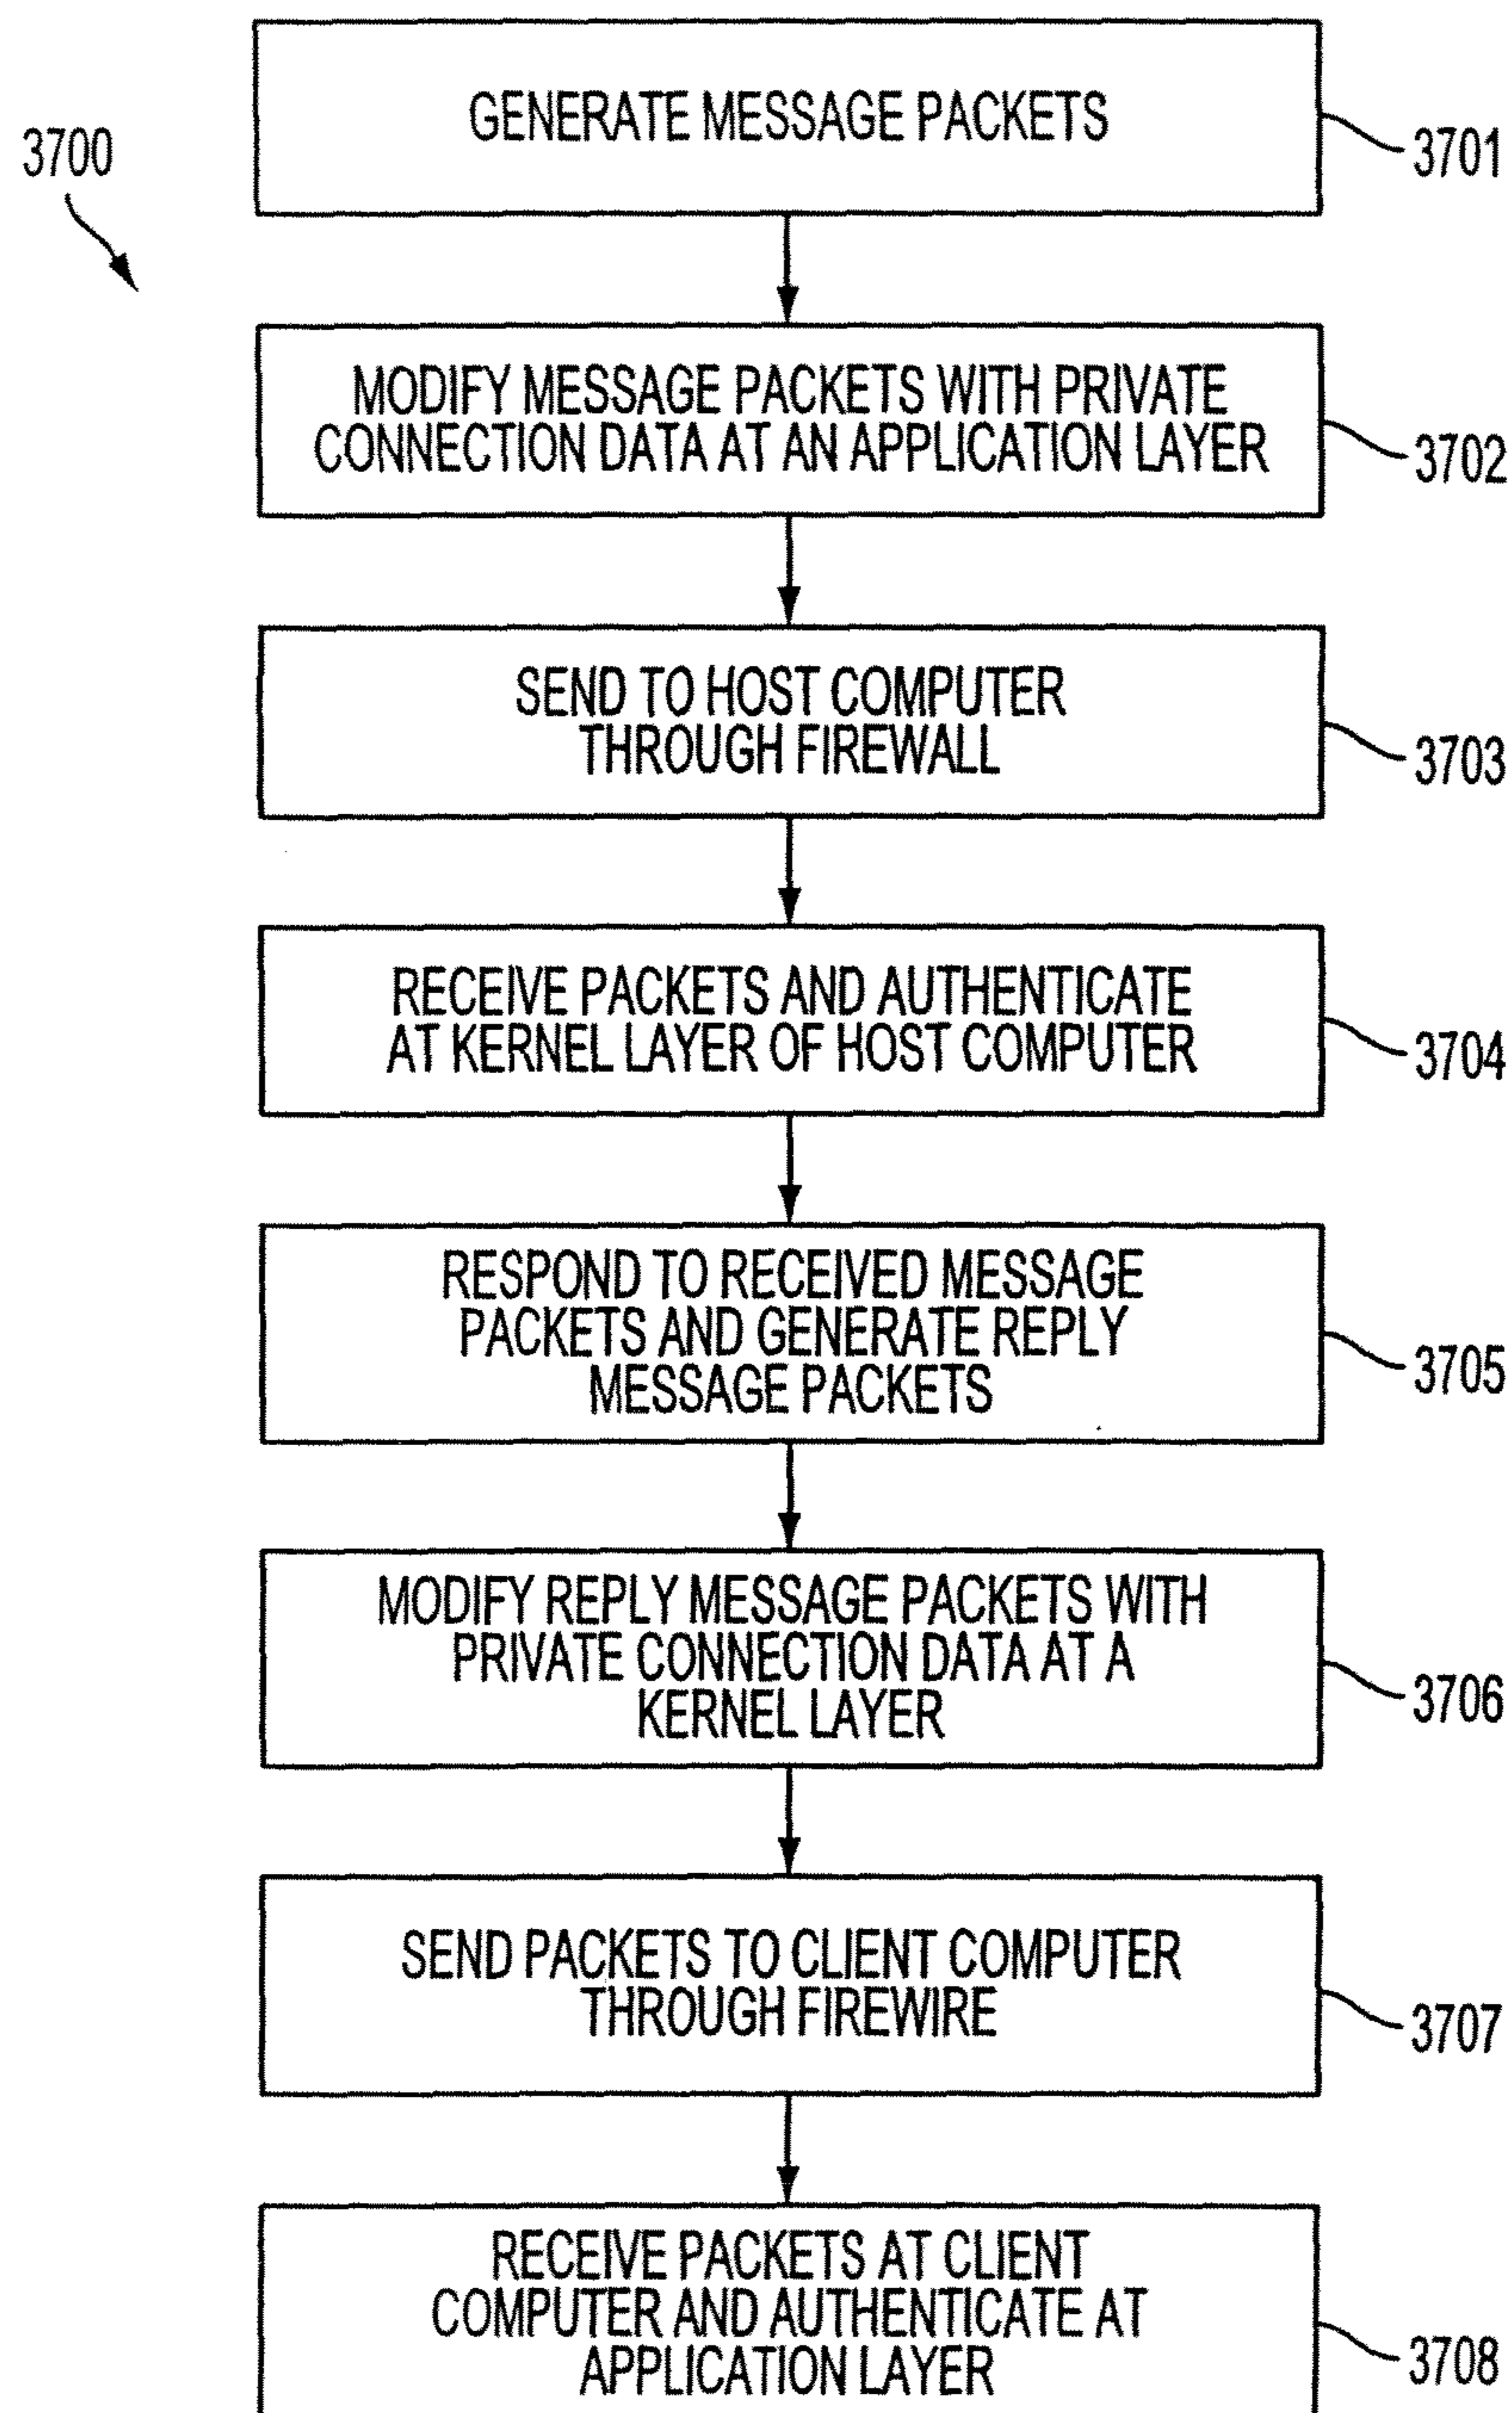 3700
GENERATE MESSAGE PACKETS
3701
MODIFY MESSAGE PACKETS WITH PRIVATE
CONNECTION DATA AT AN APPLICATION LAYER
3702
SEND TO HOST COMPUTER
THROUGH FIREWALL
3703
RECEIVE PACKETS AND AUTHENTICATE
AT KERNEL LAYER OF HOST COMPUTER
3704
RESPOND TO RECEIVED MESSAGE
PACKETS AND GENERATE REPLY
MESSAGE PACKETS
3705
MODIFY REPLY MESSAGE PACKETS WITH
PRIVATE CONNECTION DATA AT A
KERNEL LAYER
3706
SEND PACKETS TO CLIENT COMPUTER
THROUGH FIREWIRE
3707
RECEIVE PACKETS AT CLIENT
COMPUTER AND AUTHENTICATE AT
APPLICATION LAYER
3708